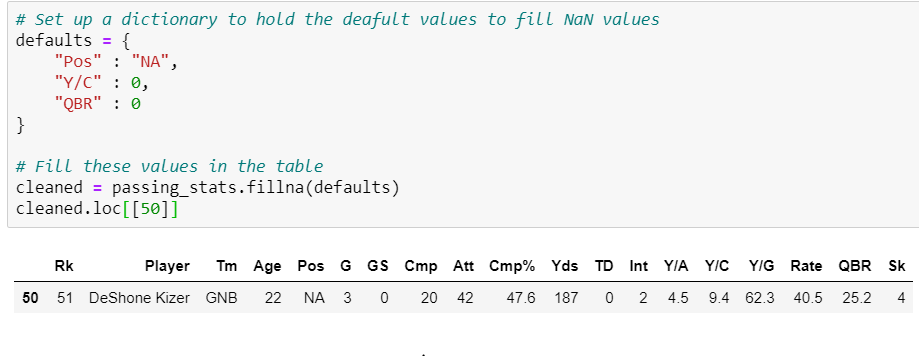 # Set up a dictionary to hold the deafult values to fill NaN values
defaults = {
    "Pos" : "NA",
    "Y/C" : 0,
    "QBR" : 0
}
# Fill these values in the table
cleaned = passing_stats.fillna(defaults)
cleaned.loc[[50]]
Rk Player Tm Age Pos G GS Cmp Att Cmp% Yds TD Int Y/A Y/C Y/G Rate QBR Sk
50 51 DeShone Kizer GNB 22 NA 3 0 20 42 47.6 187 0 2 4.5 9.4 62.3 40.5 25.2 4